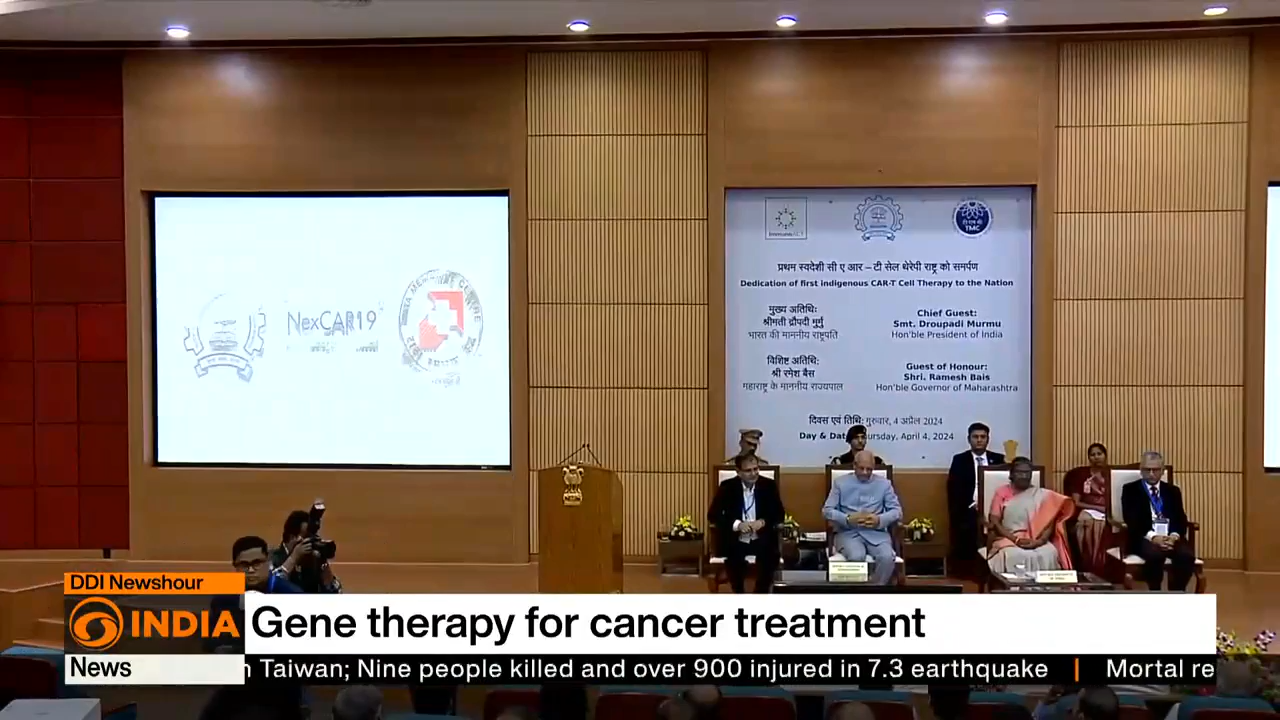 NexCAR19
ImmunoACT
TMC
प्रथम स्वदेशी सी ए आर – टी सेल थेरेपी राष्ट्र को समर्पण
Dedication of first indigenous CAR-T Cell Therapy to the Nation
मुख्य अतिथि:
श्रीमती द्रौपदी मुर्मु
भारत की माननीय राष्ट्रपति
Chief Guest:
Smt. Droupadi Murmu
Hon'ble President of India
विशिष्ट अतिथि:
श्री रमेश बैस
महाराष्ट्र के माननीय राज्यपाल
Guest of Honour:
Shri. Ramesh Bais
Hon'ble Governor of Maharashtra
दिवस एवं तिथि: गुरुवार, 4 अप्रैल 2024
Day & Dat ursday, April 4, 2024
DDI Newshour
INDIA
Gene therapy for cancer treatment
News
n Taiwan; Nine people killed and over 900 injured in 7.3 earthquake | Mortal re